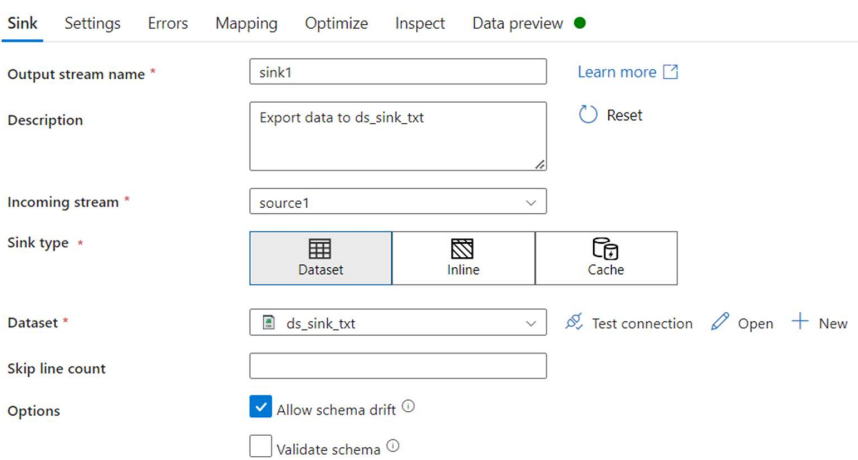 Sink Settings Errors Mapping Optimize Inspect Data preview
Output stream name * sink1 Learn more
Description Export data to ds_sink_txt Reset
Incoming stream * source1
Sink type * Dataset Inline Cache
Dataset * ds_sink_txt Test connection Open New
Skip line count
Options Allow schema drift
Validate schema